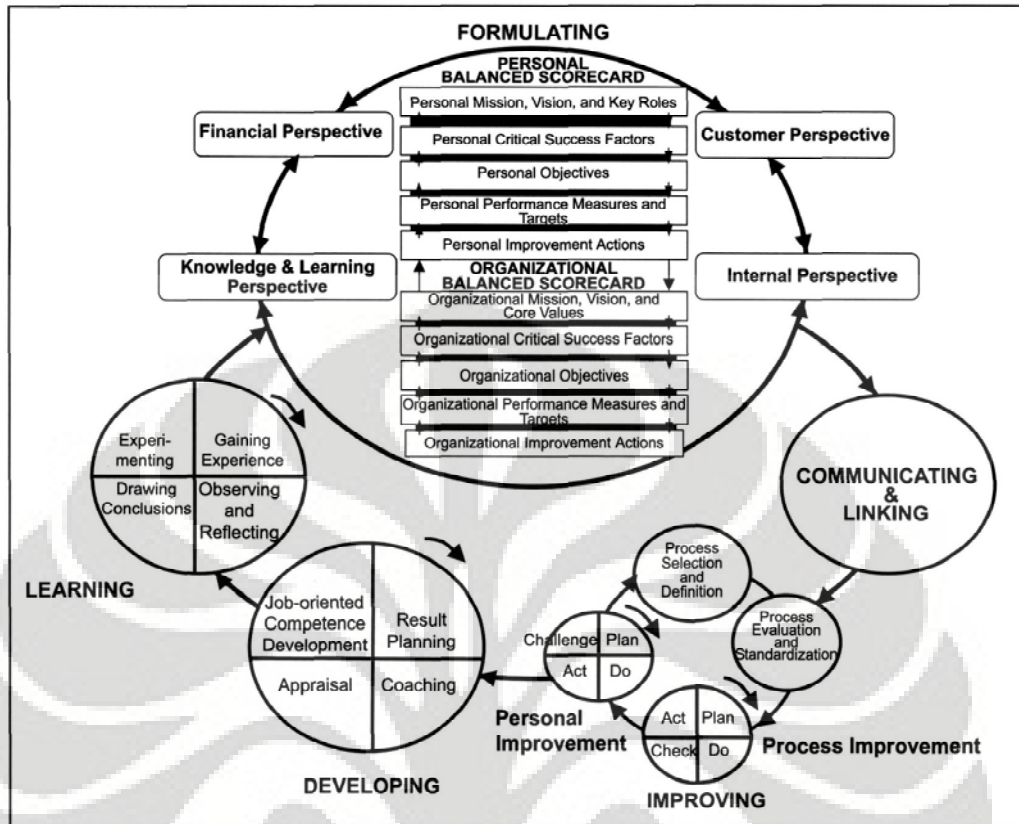 FORMULATING
PERSONAL
BALANCED SCORECARD
Personal Mission, Vision, and Key Roles
Financial Perspective
Customer Perspective
Personal Critical Success Factors
Personal Objectives
Personal Performance Measures and
Targets
Personal Improvement Actions
Knowledge & Learning
Perspective
Internal Perspective
ORGANIZATIONAL
BALANCED SCORECARD
Organizational Mission, Vision, and
Core Values
Organizational Critical Success Factors
Organizational Objectives
Organizational Performance Measures and
Targets
Organizational Improvement Actions
COMMUNICATING
&
LINKING
Process
Selection
and
Definition
Process
Evaluation
and
Standardization
Act
Plan
Check
Do
Process Improvement
IMPROVING
Challenge
Plan
Act
Do
Personal
Improvement
Job-oriented
Competence
Development
Result
Planning
Appraisal
Coaching
DEVELOPING
Experi-
menting
Gaining
Experience
Drawing
Conclusions
Observing
and
Reflecting
LEARNING